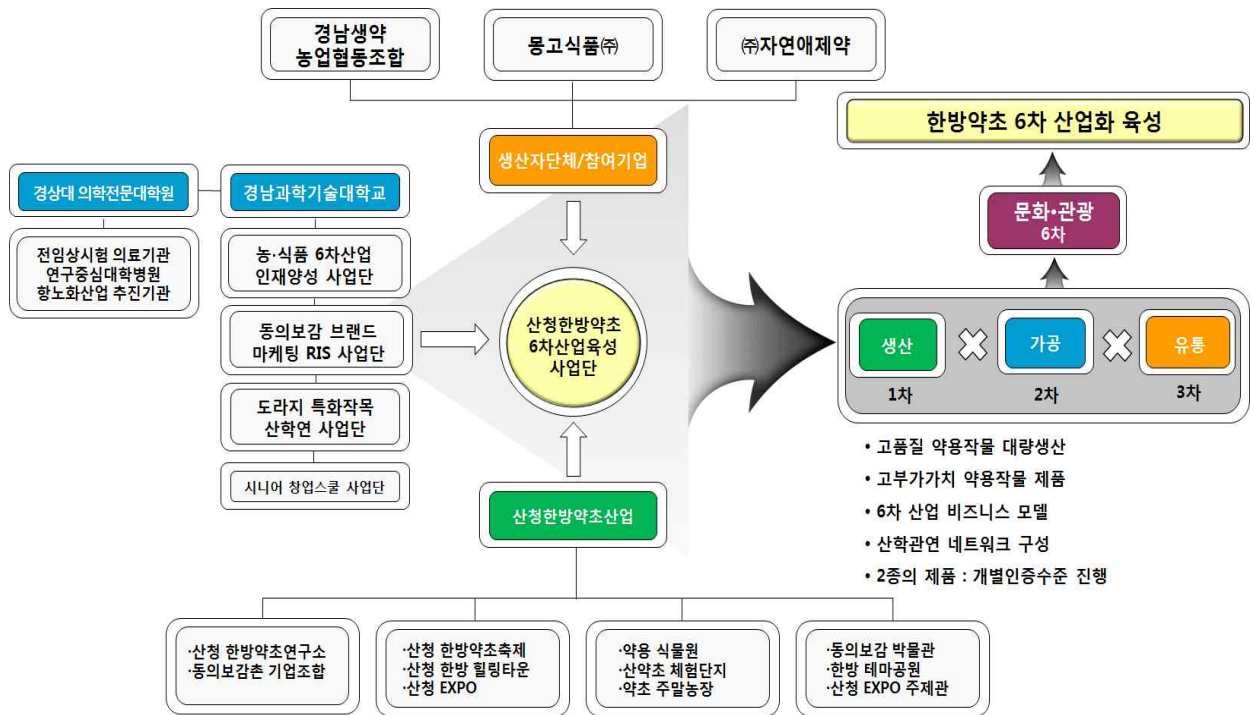 경남생약
농업협동조합
몽고식품㈜
㈜자연애제약
생산자단체/참여기업
한방약초 6차 산업화 육성
경상대 의학전문대학원
경남과학기술대학교
전임상시험 의료기관
연구중심대학병원
항노화산업 추진기관
농·식품 6차산업
인재양성 사업단
동의보감 브랜드
마케팅 RIS 사업단
도라지 특화작목
산학연 사업단
시니어 창업스쿨 사업단
산청한방약초
6차산업육성
사업단
문화•관광
6차
생산
가공
유통
1차
2차
3차
• 고품질 약용작물 대량생산
• 고부가가치 약용작물 제품
• 6차 산업 비즈니스 모델
• 산학관연 네트워크 구성
• 2종의 제품 : 개별인증수준 진행
산청한방약초산업
·산청 한방약초연구소
·동의보감촌 기업조합
·산청 한방약초축제
·산청 한방 힐링타운
·산청 EXPO
·약용 식물원
·산약초 체험단지
·약초 주말농장
·동의보감 박물관
·한방 테마공원
·산청 EXPO 주제관